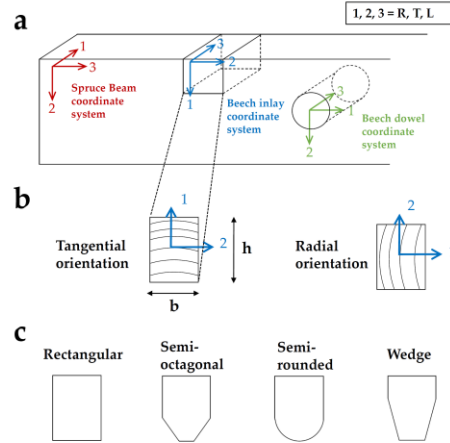 1, 2, 3 = R, T, L
a
1
3
2
Spruce Beam
coordinate
system
3
2
1
Beech inlay
coordinate
system
3
1
2
Beech dowel
coordinate
system
b
1
2
Tangential
orientation
h
b
2
Radial
orientation
c
Rectangular
Semi-
octagonal
Semi-
rounded
Wedge